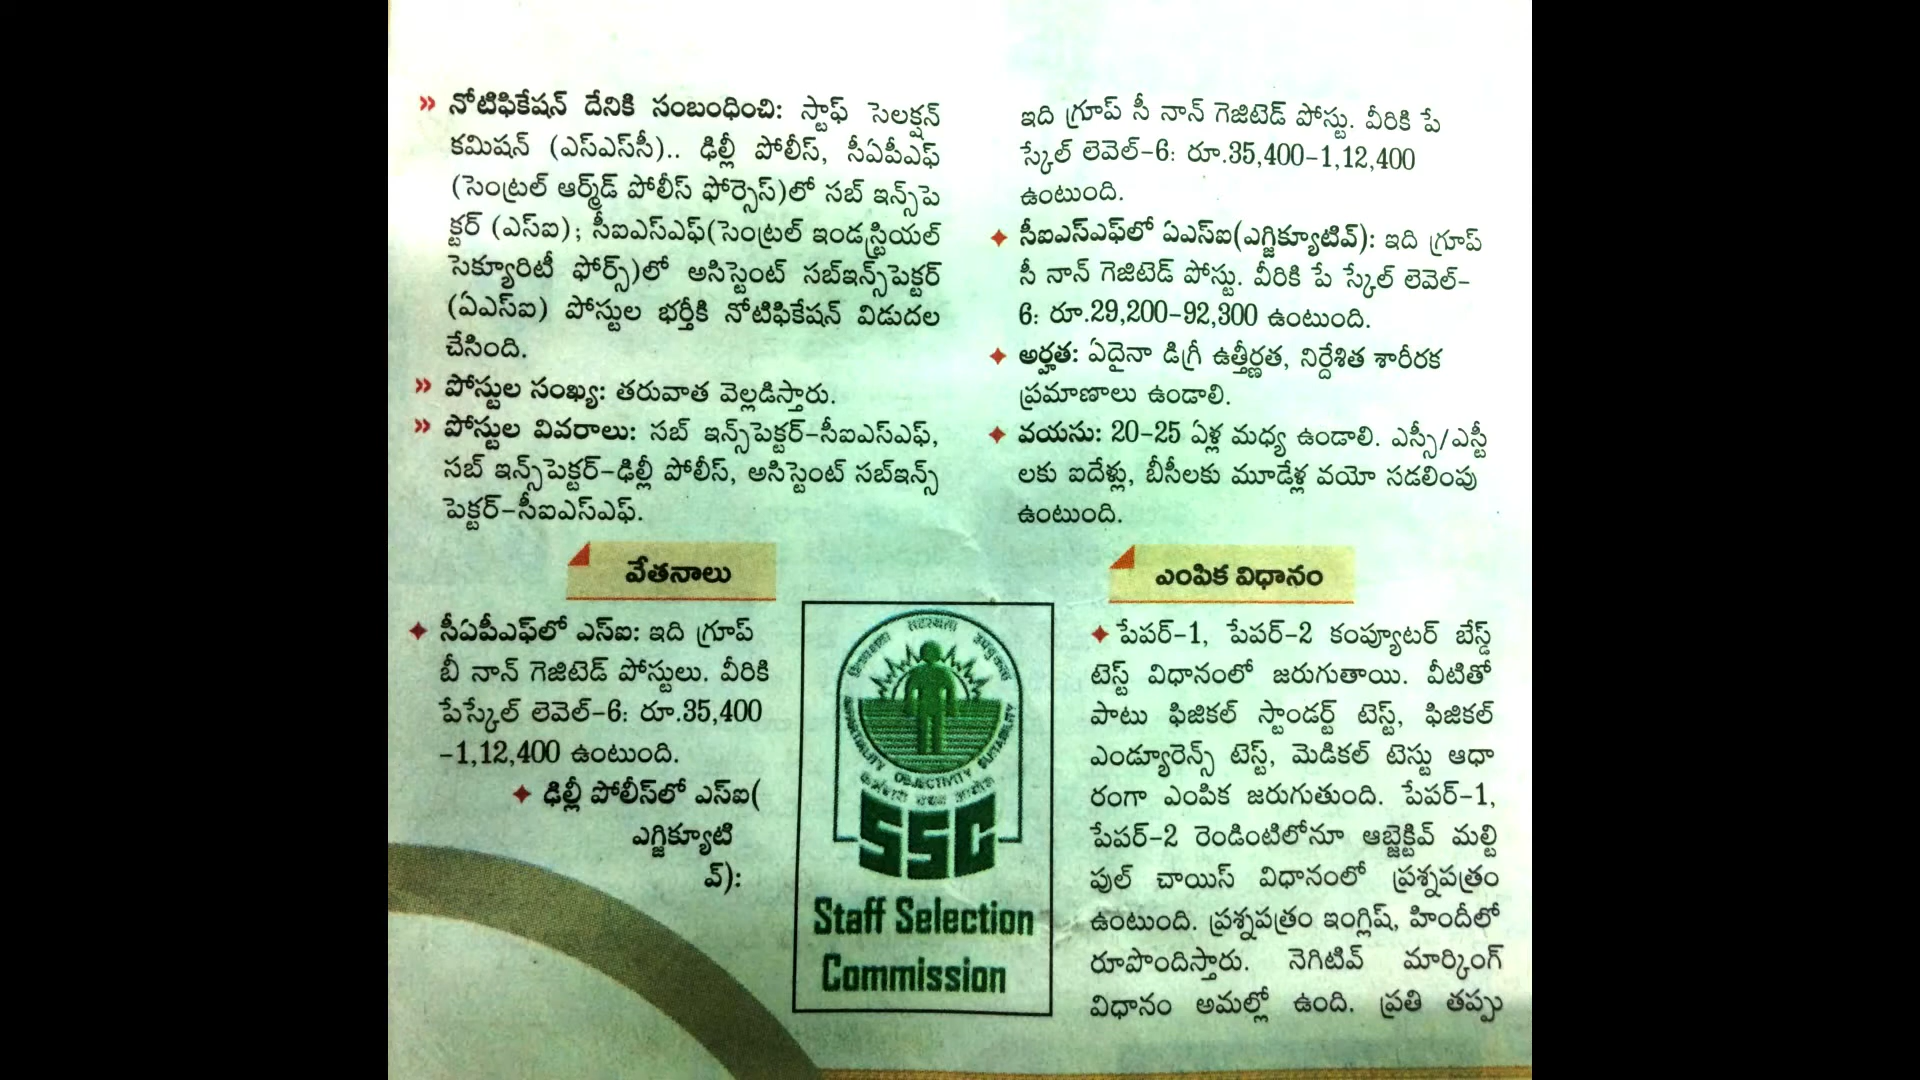 » నోటిఫికేషన్ దేనికి సంబంధించి: స్టాఫ్ సెలక్షన్
కమిషన్ (ఎస్ఎస్‌సీ).. ఢిల్లీ పోలీస్, సీఏపీఎఫ్
(సెంట్రల్ ఆర్మ్‌డ్ పోలీస్ ఫోర్సెస్)లో సబ్ ఇన్స్‌పె
క్టర్ (ఎస్ఐ); సీఐఎస్ఎఫ్(సెంట్రల్ ఇండస్ట్రియల్
సెక్యూరిటీ ఫోర్స్)లో అసిస్టెంట్ సబ్ఇన్స్‌పెక్టర్
(ఏఎస్ఐ) పోస్టుల భర్తీకి నోటిఫికేషన్ విడుదల
చేసింది.
» పోస్టుల సంఖ్య: తరువాత వెల్లడిస్తారు.
» పోస్టుల వివరాలు: సబ్ ఇన్స్‌పెక్టర్-సీఐఎస్ఎఫ్,
సబ్ ఇన్స్‌పెక్టర్-ఢిల్లీ పోలీస్, అసిస్టెంట్ సబ్ఇన్స్
పెక్టర్-సీఐఎస్ఎఫ్.
వేతనాలు
✦ సీఏపీఎఫ్‌లో ఎస్ఐ: ఇది గ్రూప్
బీ నాన్ గెజిటెడ్ పోస్టులు. వీరికి
పేస్కేల్ లెవెల్-6: రూ.35,400
-1,12,400 ఉంటుంది.
✦ ఢిల్లీ పోలీస్‌లో ఎస్ఐ(
ఎగ్జిక్యూటి
వ్):
ఇది గ్రూప్ సీ నాన్ గెజిటెడ్ పోస్టు. వీరికి పే
స్కేల్ లెవెల్-6: రూ.35,400-1,12,400
ఉంటుంది.
✦ సీఐఎస్ఎఫ్‌లో ఏఎస్ఐ(ఎగ్జిక్యూటివ్): ఇది గ్రూప్
సీ నాన్ గెజిటెడ్ పోస్టు. వీరికి పే స్కేల్ లెవెల్-
6: రూ.29,200-92,300 ఉంటుంది.
✦ అర్హత: ఏదైనా డిగ్రీ ఉత్తీర్ణత, నిర్దేశిత శారీరక
ప్రమాణాలు ఉండాలి.
✦ వయసు: 20-25 ఏళ్ల మధ్య ఉండాలి. ఎస్సీ/ఎస్టీ
లకు ఐదేళ్లు, బీసీలకు మూడేళ్ల వయో సడలింపు
ఉంటుంది.
ఎంపిక విధానం
✦ పేపర్-1, పేపర్-2 కంప్యూటర్ బేస్డ్
టెస్ట్ విధానంలో జరుగుతాయి. వీటితో
పాటు ఫిజికల్ స్టాండర్ట్ టెస్ట్, ఫిజికల్
ఎండ్యూరెన్స్ టెస్ట్, మెడికల్ టెస్టు ఆధా
రంగా ఎంపిక జరుగుతుంది. పేపర్-1,
పేపర్-2 రెండింటిలోనూ ఆబ్జెక్టివ్ మల్టి
పుల్ చాయిస్ విధానంలో ప్రశ్నపత్రం
ఉంటుంది. ప్రశ్నపత్రం ఇంగ్లిష్, హిందీలో
రూపొందిస్తారు. నెగిటివ్ మార్కింగ్
విధానం అమల్లో ఉంది. ప్రతి తప్పు
OBJECTIVITY
SSC
Staff Selection
Commission